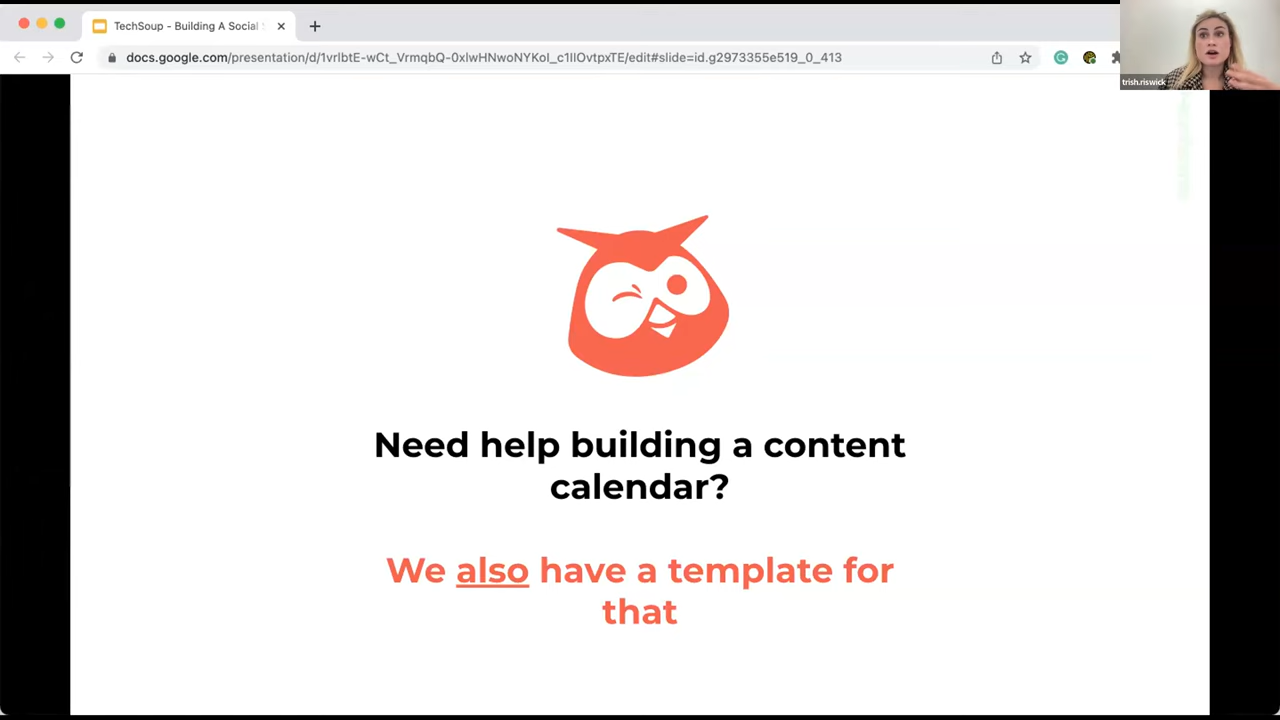 TechSoup - Building A Social
docs.google.com/presentation/d/1vrlbtE-wCt_VrmqbQ-0xlwHNwoNYKol_c1llOvtpxTE/edit#slide=id.g2973355e519_0_413
trish.riswick
Need help building a content
calendar?
We also have a template for
that